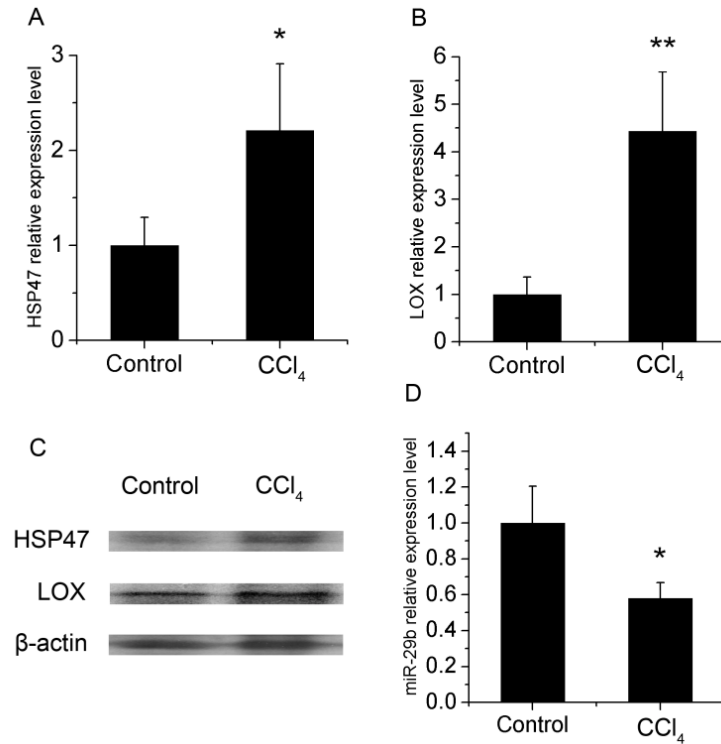 A
HSP47 relative expression level
3
2
1
0
*
Control
CCl₄
B
LOX relative expression level
6
5
4
3
2
1
0
**
Control
CCl₄
C
Control
CCl₄
HSP47
LOX
β-actin
D
miR-29b relative expression level
1.4
1.2
1.0
0.8
0.6
0.4
0.2
0.0
*
Control
CCl₄